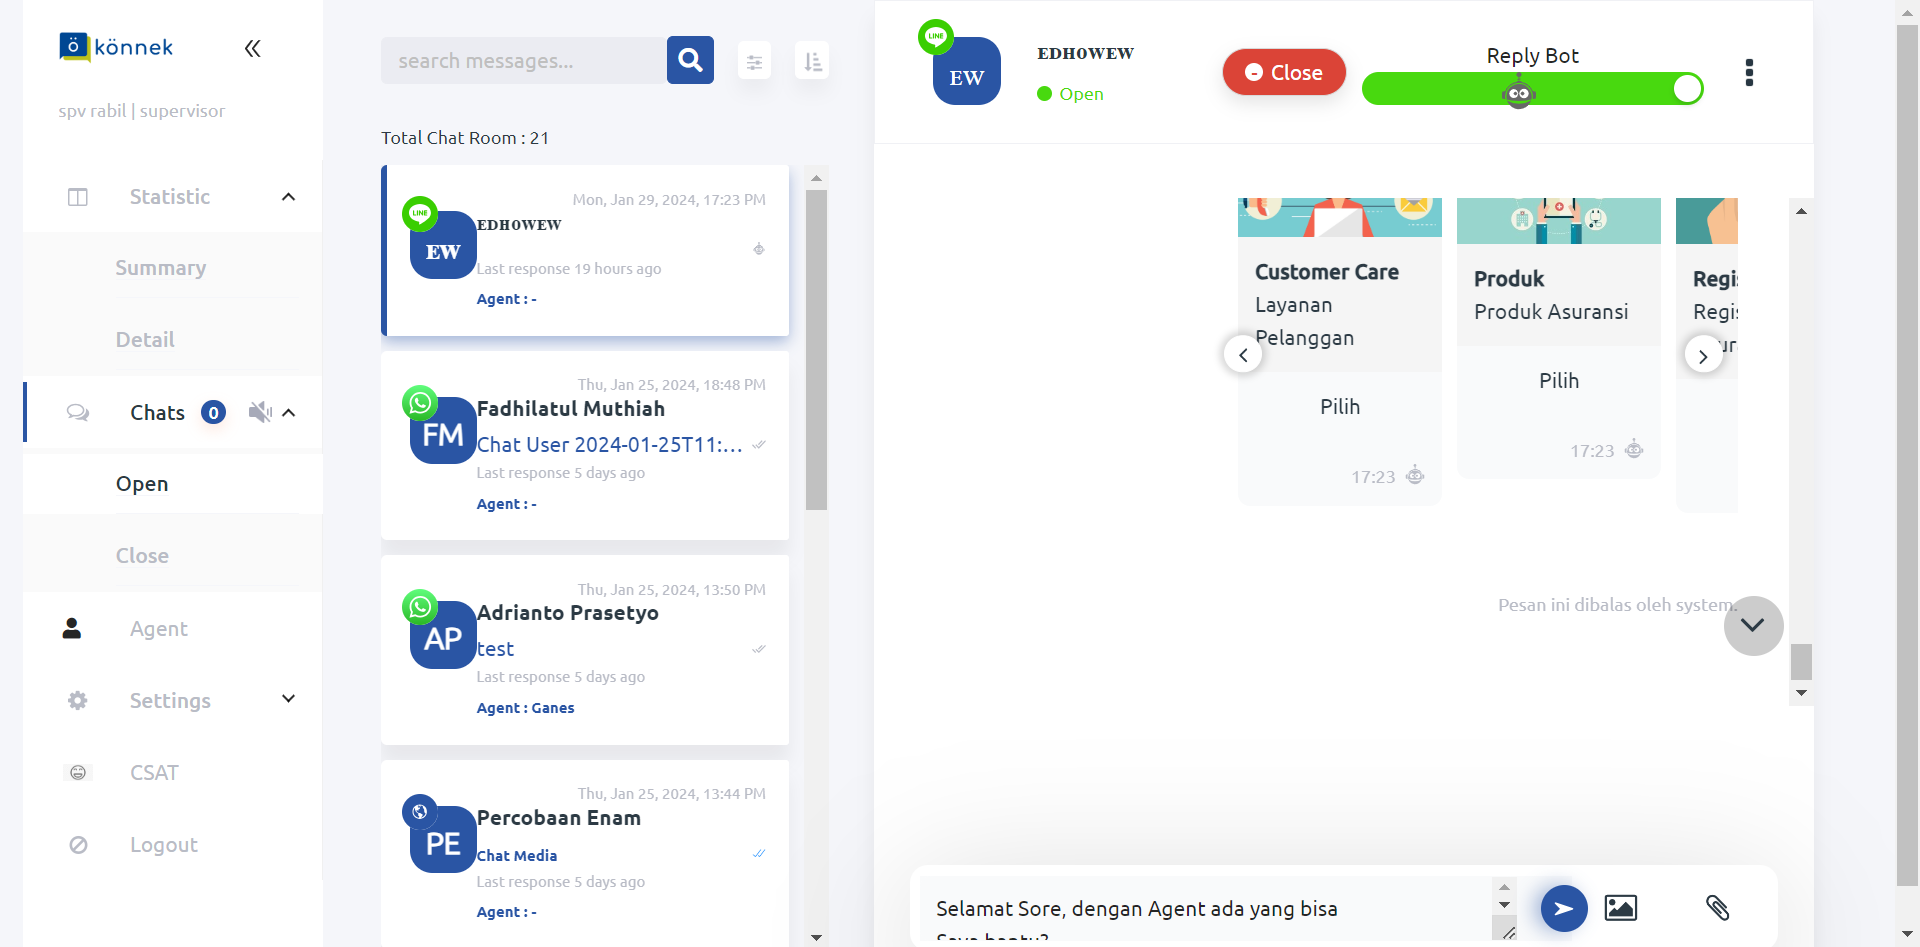 ö könnek
spv rabil | supervisor
Statistic
Summary
Detail
Chats 0
Open
Close
Agent
Settings
CSAT
Logout
search messages...
Total Chat Room : 21
Mon, Jan 29, 2024, 17:23 PM
LINE
EW
EDHOWEW
Last response 19 hours ago
Agent : -
Thu, Jan 25, 2024, 18:48 PM
FM
Fadhilatul Muthiah
Chat User 2024-01-25T11:...
Last response 5 days ago
Agent : -
Thu, Jan 25, 2024, 13:50 PM
AP
Adrianto Prasetyo
test
Last response 5 days ago
Agent : Ganes
Thu, Jan 25, 2024, 13:44 PM
PE
Percobaan Enam
Chat Media
Last response 5 days ago
Agent : -
LINE
EW
EDHOWEW
Open
Close
Reply Bot
Customer Care
Layanan
Pelanggan
Pilih
17:23
Produk
Produk Asuransi
Pilih
17:23
Regis
Regis
Pesan ini dibalas oleh system.
Selamat Sore, dengan Agent ada yang bisa
Saya bantu?